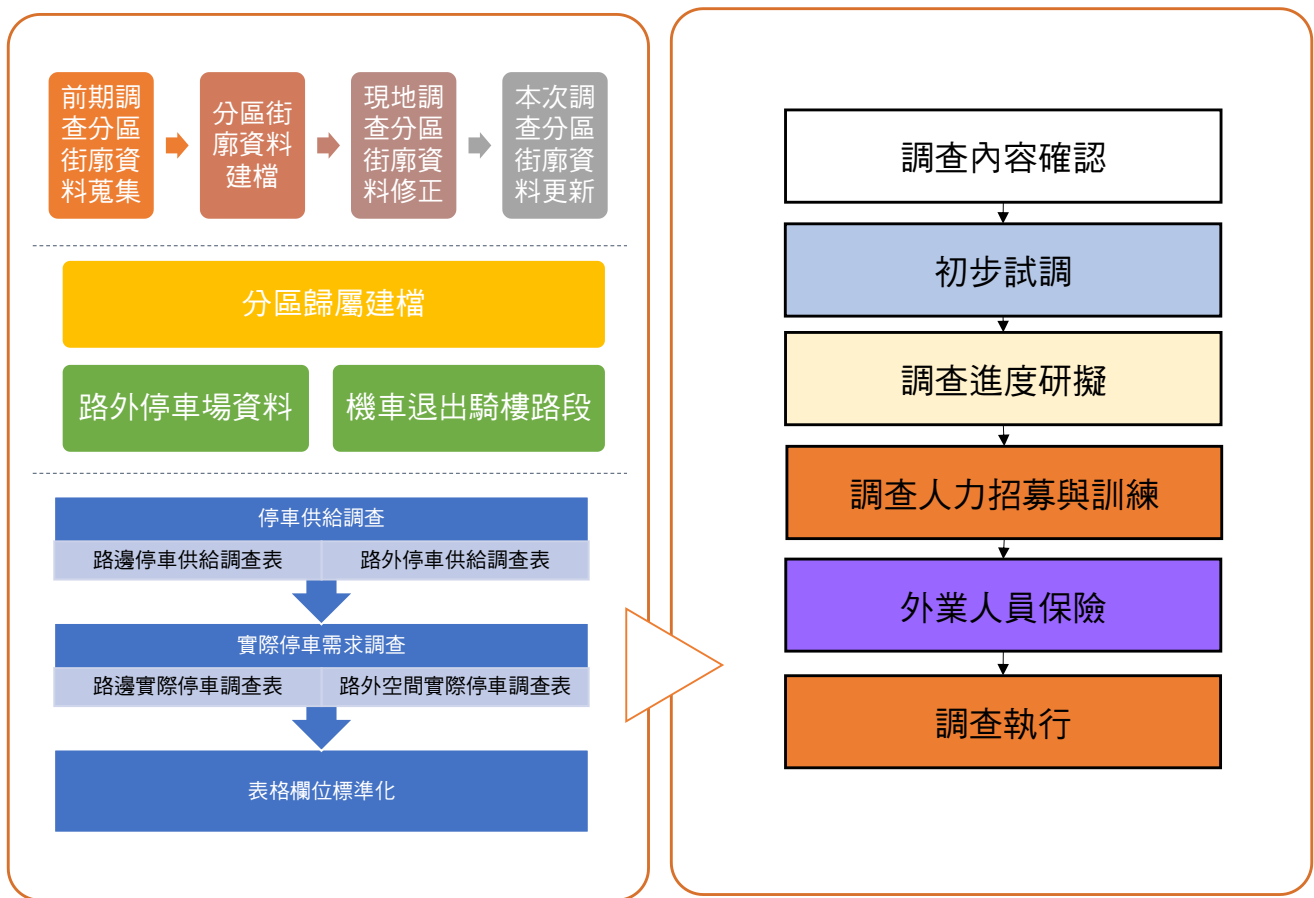 前期調
查分區
街廓資
料蒐集
分區街
廓資料
建檔
現地調
查分區
街廓資
料修正
本次調
查分區
街廓資
料更新
分區歸屬建檔
路外停車場資料
機車退出騎樓路段
停車供給調查
路邊停車供給調查表
路外停車供給調查表
實際停車需求調查
路邊實際停車調查表
路外空間實際停車調查表
表格欄位標準化
調查內容確認
初步試調
調查進度研擬
調查人力招募與訓練
外業人員保險
調查執行